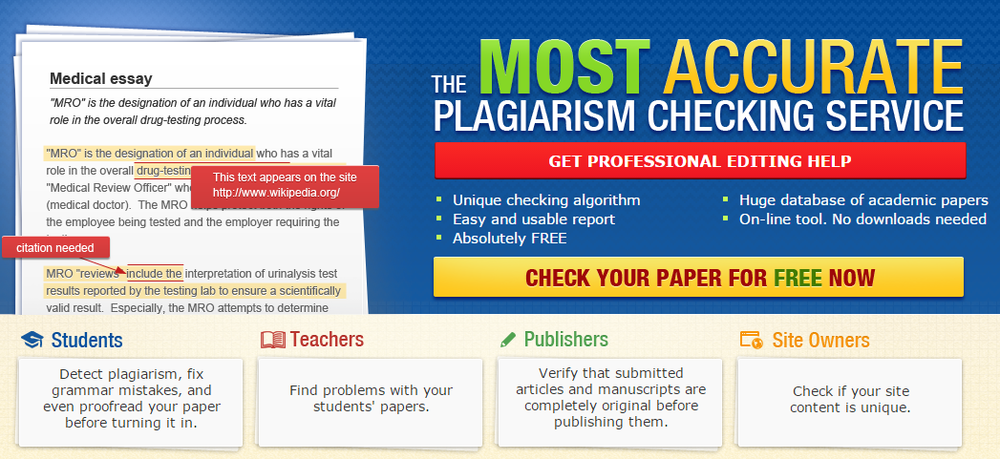 Medical essay
"MRO" is the designation of an individual who has a vital
role in the overall drug-testing process.
"MRO" is the designation of an individual who has a vital
role in the overall drug-testin
"Medical Review Officer" who
(medical doctor). The MRO
the employee being tested and the employer requiring the
This text appears on the site
http://www.wikipedia.org/
citation needed
MRO "reviews include the interpretation of urinalysis test
results reported by the testing lab to ensure a scientifically
valid result. Especially, the MRO attempts to determine
THE MOST ACCURATE
PLAGIARISM CHECKING SERVICE
GET PROFESSIONAL EDITING HELP
Unique checking algorithm
Easy and usable report
Absolutely FREE
Huge database of academic papers
On-line tool. No downloads needed
CHECK YOUR PAPER FOR FREE NOW
Students
Detect plagiarism, fix
grammar mistakes, and
even proofread your paper
before turning it in.
Teachers
Find problems with your
students' papers.
Publishers
Verify that submitted
articles and manuscripts are
completely original before
publishing them.
Site Owners
Check if your site
content is unique.